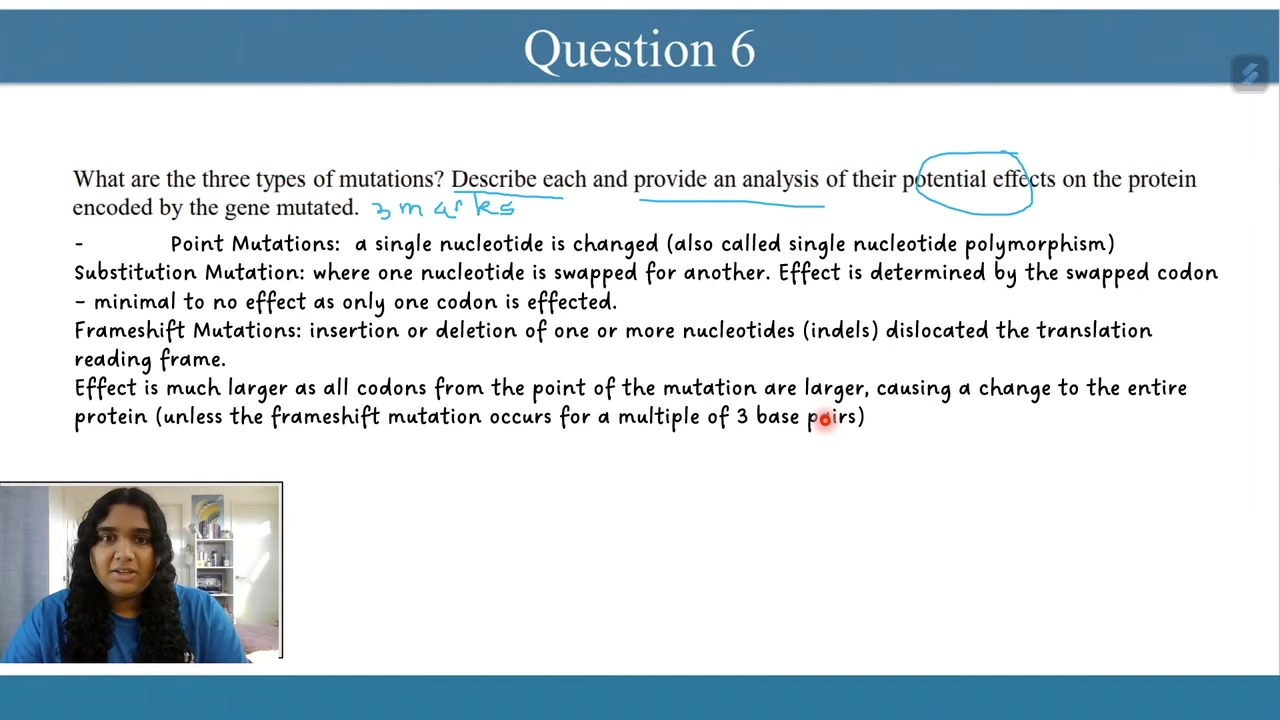 Question 6
What are the three types of mutations? Describe each and provide an analysis of their potential effects on the protein
encoded by the gene mutated. 3 marks
- Point Mutations: a single nucleotide is changed (also called single nucleotide polymorphism)
Substitution Mutation: where one nucleotide is swapped for another. Effect is determined by the swapped codon
- minimal to no effect as only one codon is effected.
Frameshift Mutations: insertion or deletion of one or more nucleotides (indels) dislocated the translation
reading frame.
Effect is much larger as all codons from the point of the mutation are larger, causing a change to the entire
protein (unless the frameshift mutation occurs for a multiple of 3 base pairs)